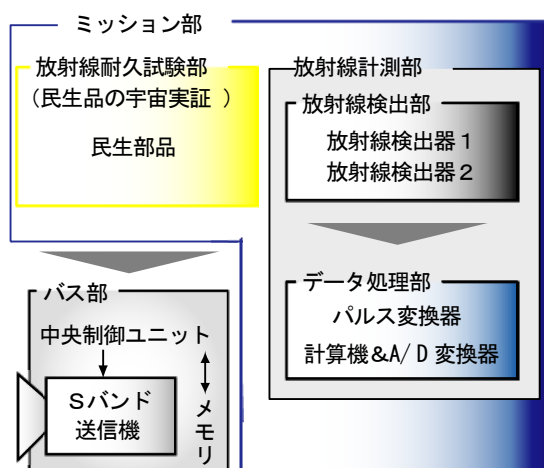 ミッション部
放射線耐久試験部
(民生品の宇宙実証 )
民生部品
放射線計測部
放射線検出部
放射線検出器1
放射線検出器2
データ処理部
パルス変換器
計算機&A/D変換器
バス部
中央制御ユニット
Sバンド
送信機
メモリ